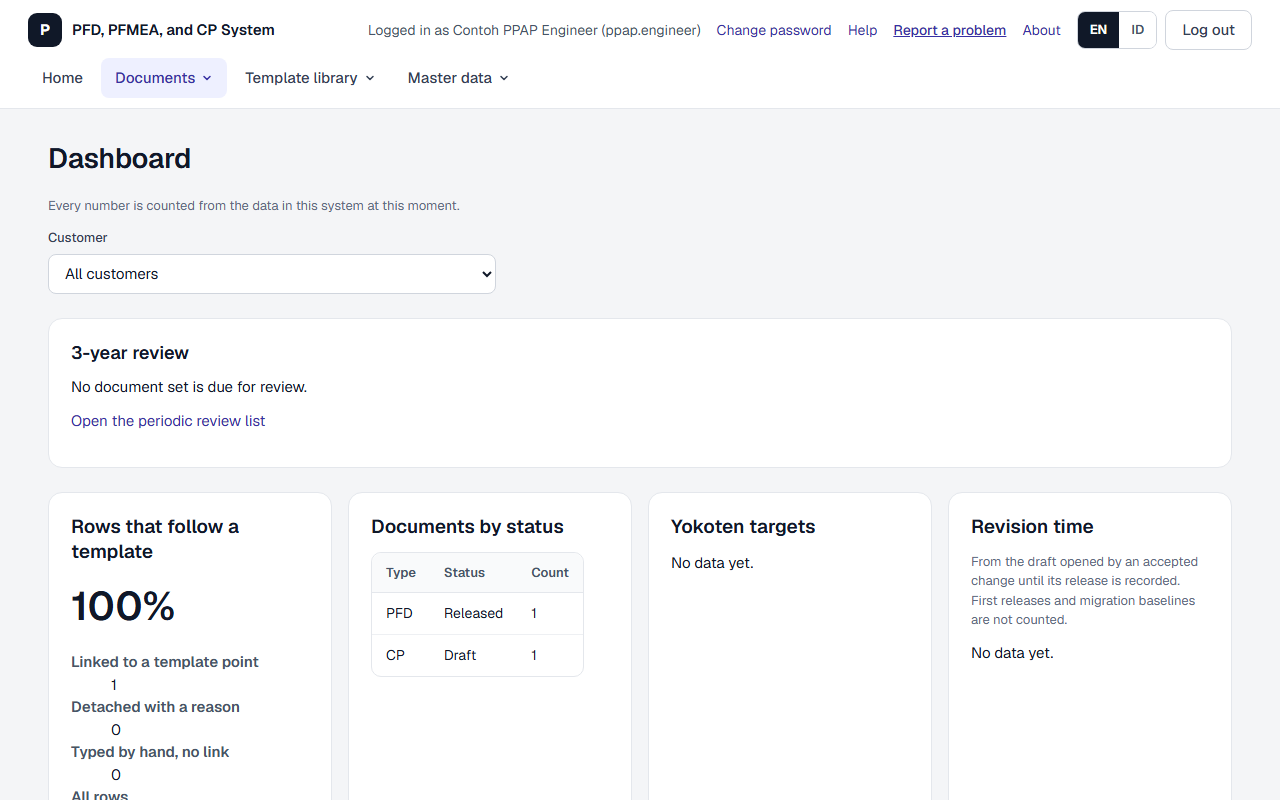 P
PFD, PFMEA, and CP System
Logged in as Contoh PPAP Engineer (ppap.engineer)
Change password
Help
Report a problem
About
EN
ID
Log out
Home
Documents
Template library
Master data
Dashboard
Every number is counted from the data in this system at this moment.
Customer
All customers
3-year review
No document set is due for review.
Open the periodic review list
Rows that follow a
template
100%
Linked to a template point
1
Detached with a reason
0
Typed by hand, no link
0
All rows
Documents by status
Type Status Count
PFD Released 1
CP Draft 1
Yokoten targets
No data yet.
Revision time
From the draft opened by an accepted
change until its release is recorded.
First releases and migration baselines
are not counted.
No data yet.